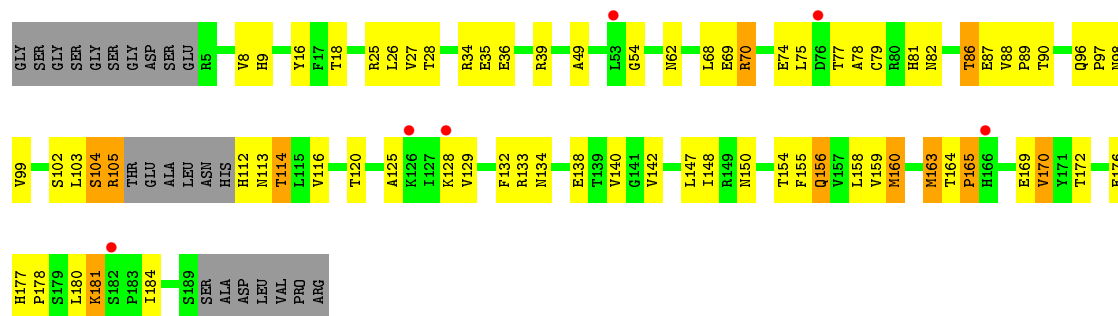 GLY SER GLY SER GLY SER GLY ASP SER GLU R5 V8 H9 Y16 F17 T18 R25 L26 V27 T28 R34 E35 E36 R39 A49 L53 G54 N62 L68 E69 R70 E74 L75 D76 T77 A78 C79 R80 H81 N82 T86 E87 V88 P89 T90 Q96 P97 N98
V99 S102 L103 S104 R105 THR GLU ALA LEU ASN HIS H112 N113 T114 L115 V116 T120 A125 K126 I127 K128 V129 F132 R133 N134 E138 T139 V140 G141 V142 L147 I148 R149 N150 T154 F155 Q156 V157 L158 V159 M160 M163 T164 P165 H166 E169 V170 Y171 T172
H177 P178 S179 L180 K181 S182 P183 I184 S189 SER ALA ASP LEU VAL PRO ARG